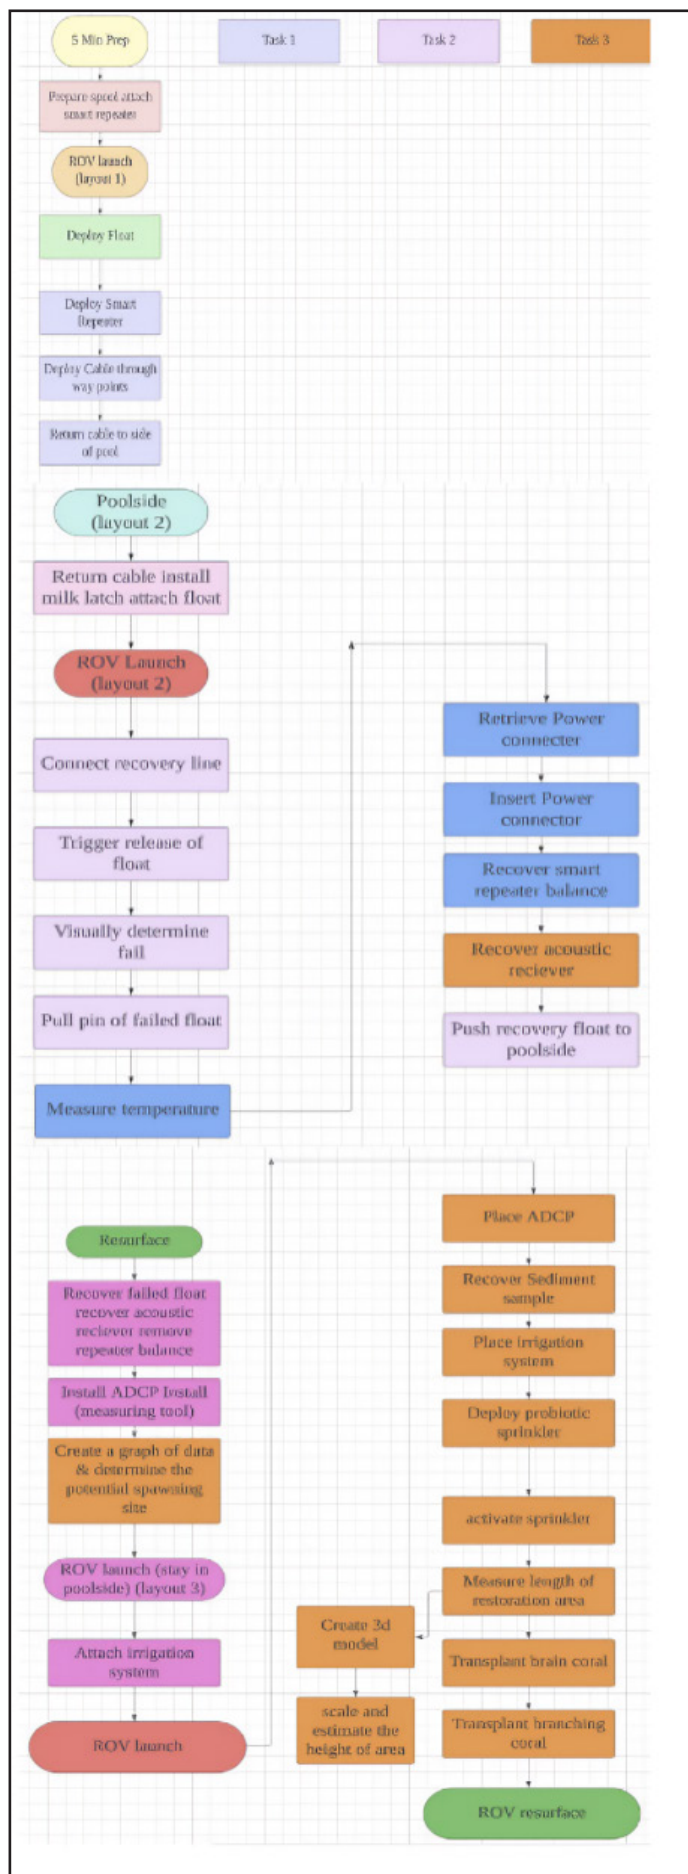 5 Min Prep
Task 1
Task 2
Task 3
Prepare spool attach
smart repeater
ROV launch
(layout 1)
Deploy Float
Deploy Smart
Repeater
Deploy Cable through
way points
Return cable to side
of pool
Poolside
(layout 2)
Return cable install
milk latch attach float
ROV Launch
(layout 2)
Connect recovery line
Trigger release of
float
Visually determine
fail
Pull pin of failed float
Measure temperature
Retrieve Power
connecter
Insert Power
connector
Recover smart
repeater balance
Recover acoustic
reciever
Push recovery float to
poolside
Resurface
Recover failed float
recover acoustic
reciever remove
repeater balance
Install ADCP Install
(measuring tool)
Create a graph of data
& determine the
potential spawning
size
ROV launch (stay in
poolside) (layout 3)
Attach irrigation
system
ROV launch
Place ADCP
Recover Sediment
sample
Place irrigation
system
Deploy probiotic
sprinkler
activate sprinkler
Measure length of
restoration area
Create 3d
model
scale and
estimate the
height of area
Transplant brain coral
Transplant branching
coral
ROV resurface